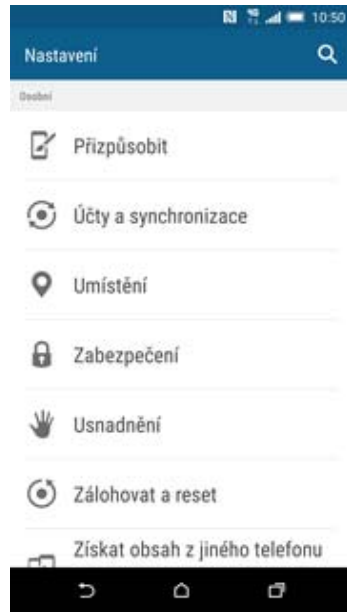 10:50
Nastavení
Osobní
Přizpůsobit
Účty a synchronizace
Umístění
Zabezpečení
Usnadnění
Zálohovat a reset
Získat obsah z jiného telefonu